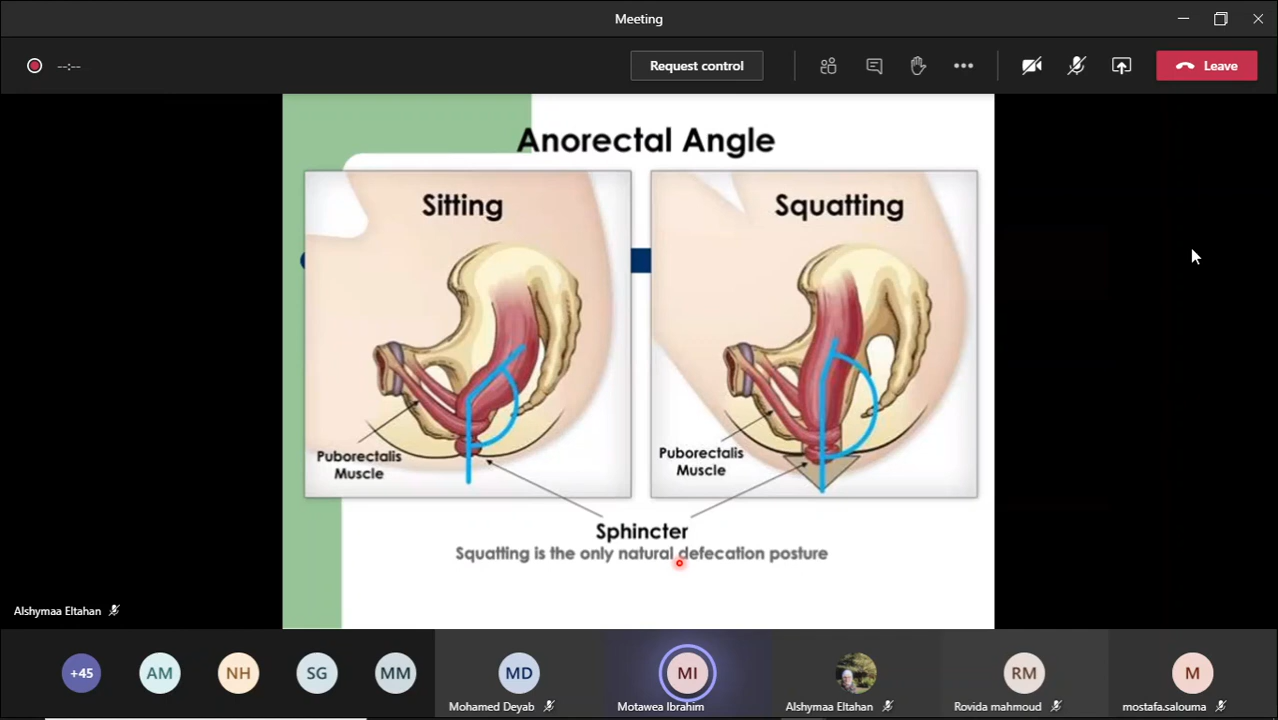 Meeting
--:--
Request control
Leave
Anorectal Angle
Sitting
Squatting
Puborectalis
Muscle
Puborectalis
Muscle
Sphincter
Squatting is the only natural defecation posture
Alshymaa Eltahan
+45
AM
NH
SG
MM
MD
MI
RM
M
Mohamed Deyab
Motawea Ibrahim
Alshymaa Eltahan
Rovida mahmoud
mostafa.salouma